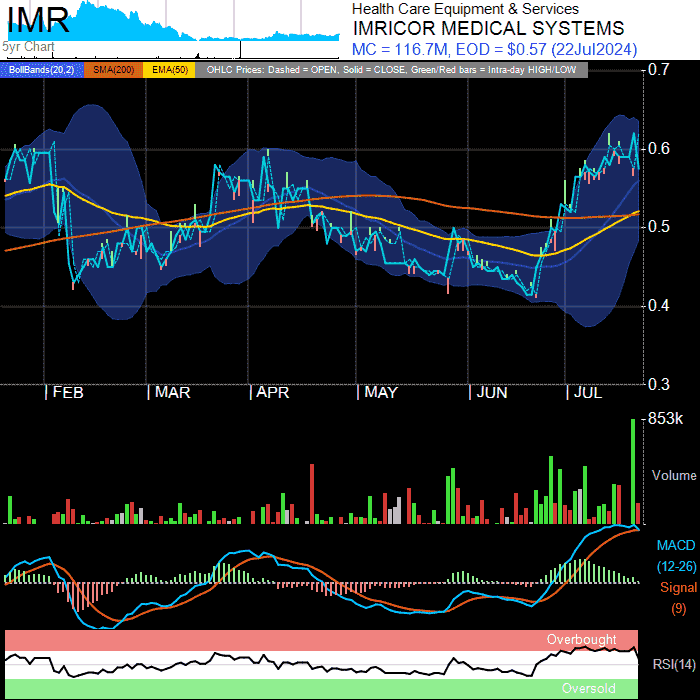 IMR
Health Care Equipment & Services
IMRICOR MEDICAL SYSTEMS
5yr Chart
MC = 116.7M, EOD = $0.57 (22Jul2024)
BollBands(20,2) SMA(200) EMA(50) OHLC Prices: Dashed = OPEN, Solid = CLOSE, Green/Red bars = Intra-day HIGH/LOW
0.7
0.6
0.5
0.4
0.3
FEB MAR APR MAY JUN JUL
853k
Volume
MACD
(12-26)
Signal
(9)
Overbought
RSI(14)
Oversold